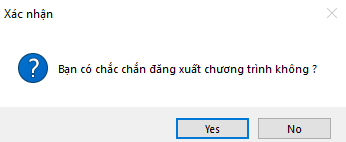 Xác nhận
Bạn có chắc chắn đăng xuất chương trình không ?
Yes
No